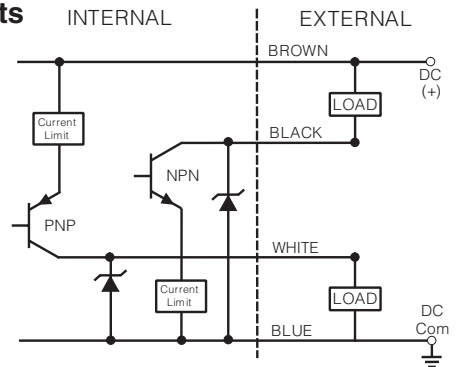 ts
INTERNAL
EXTERNAL
BROWN
DC
(+)
Current
Limit
LOAD
BLACK
NPN
PNP
WHITE
Current
Limit
LOAD
DC
Com
BLUE